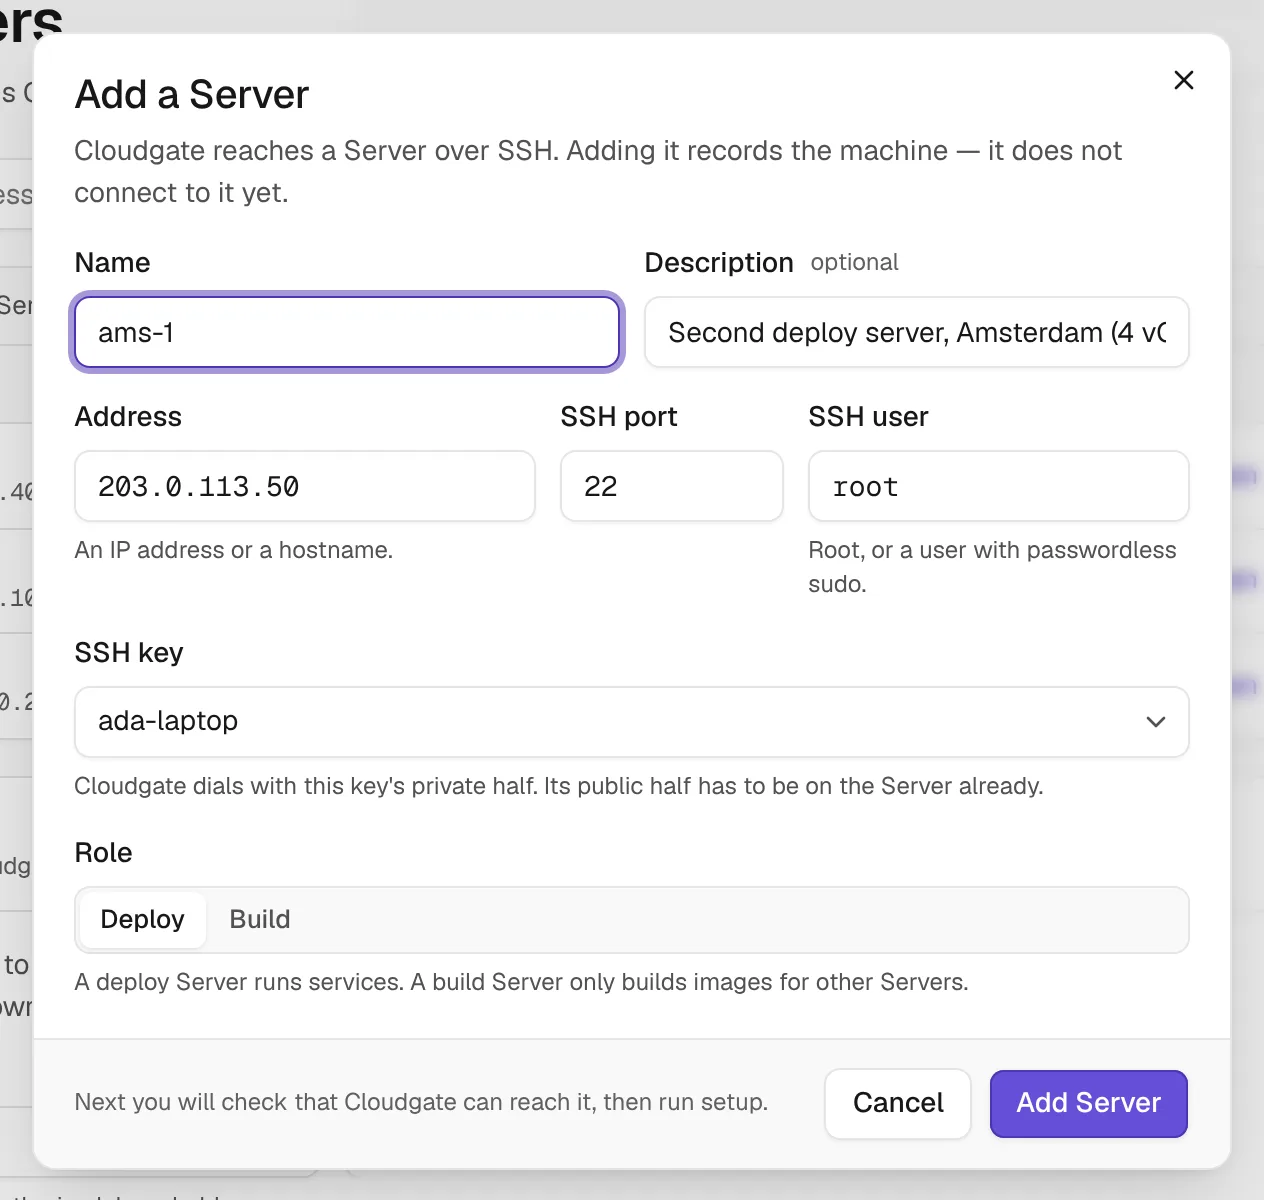 ers
Add a Server
Cloudgate reaches a Server over SSH. Adding it records the machine — it does not
connect to it yet.
Name
Description optional
ams-1
Second deploy server, Amsterdam (4 v
Address
SSH port
SSH user
203.0.113.50
22
root
An IP address or a hostname.
Root, or a user with passwordless
sudo.
SSH key
ada-laptop
Cloudgate dials with this key's private half. Its public half has to be on the Server already.
Role
Deploy
Build
A deploy Server runs services. A build Server only builds images for other Servers.
to
Next you will check that Cloudgate can reach it, then run setup.
Cancel
Add Server